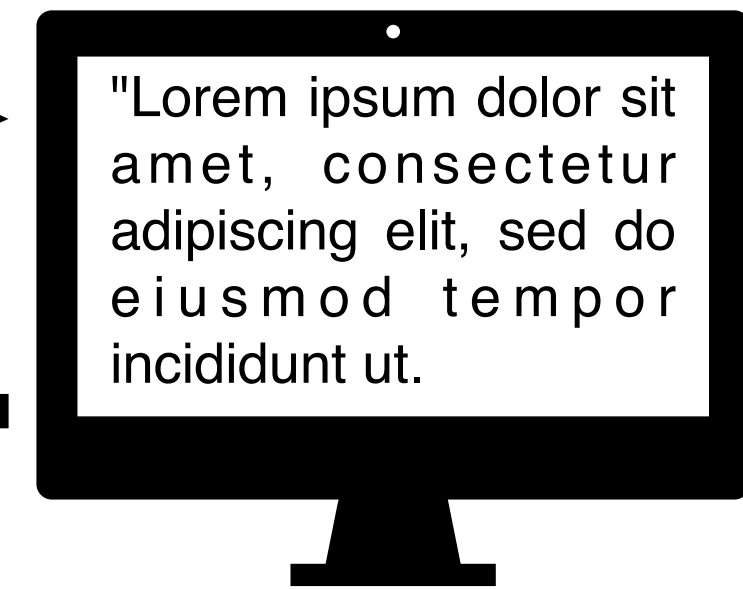 "Lorem ipsum dolor sit
amet, consectetur
adipiscing elit, sed do
eiusmod tempor
incididunt ut.